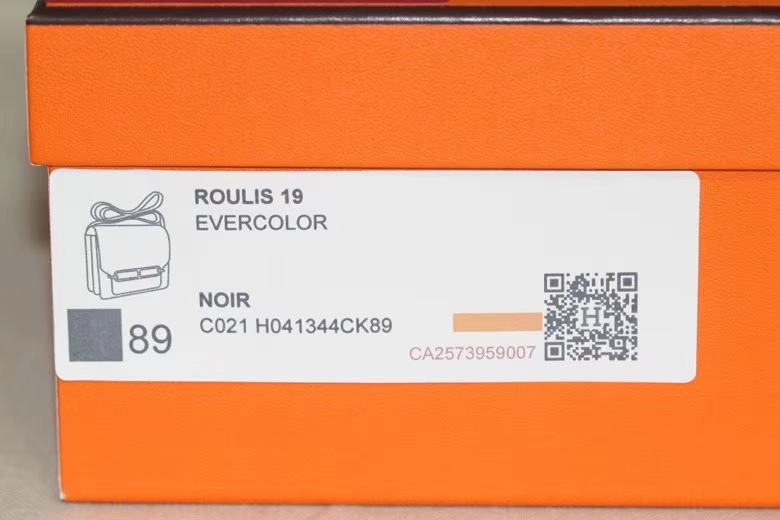 ROULIS 19
EVERCOLOR
NOIR
C021 H041344CK89
89
CA2573959007
H